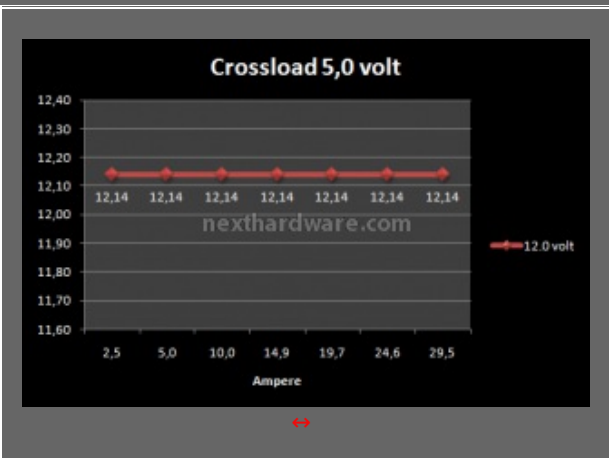 Crossload 5,0 volt
12,40
12,30
12,20
12,10
12,00
11,90
11,80
11,70
11,60
12,14 12,14 12,14 12,14 12,14 12,14 12,14
nexthardware.com
12.0 volt
2,5 5,0 10,0 14,9 19,7 24,6 29,5
Ampere